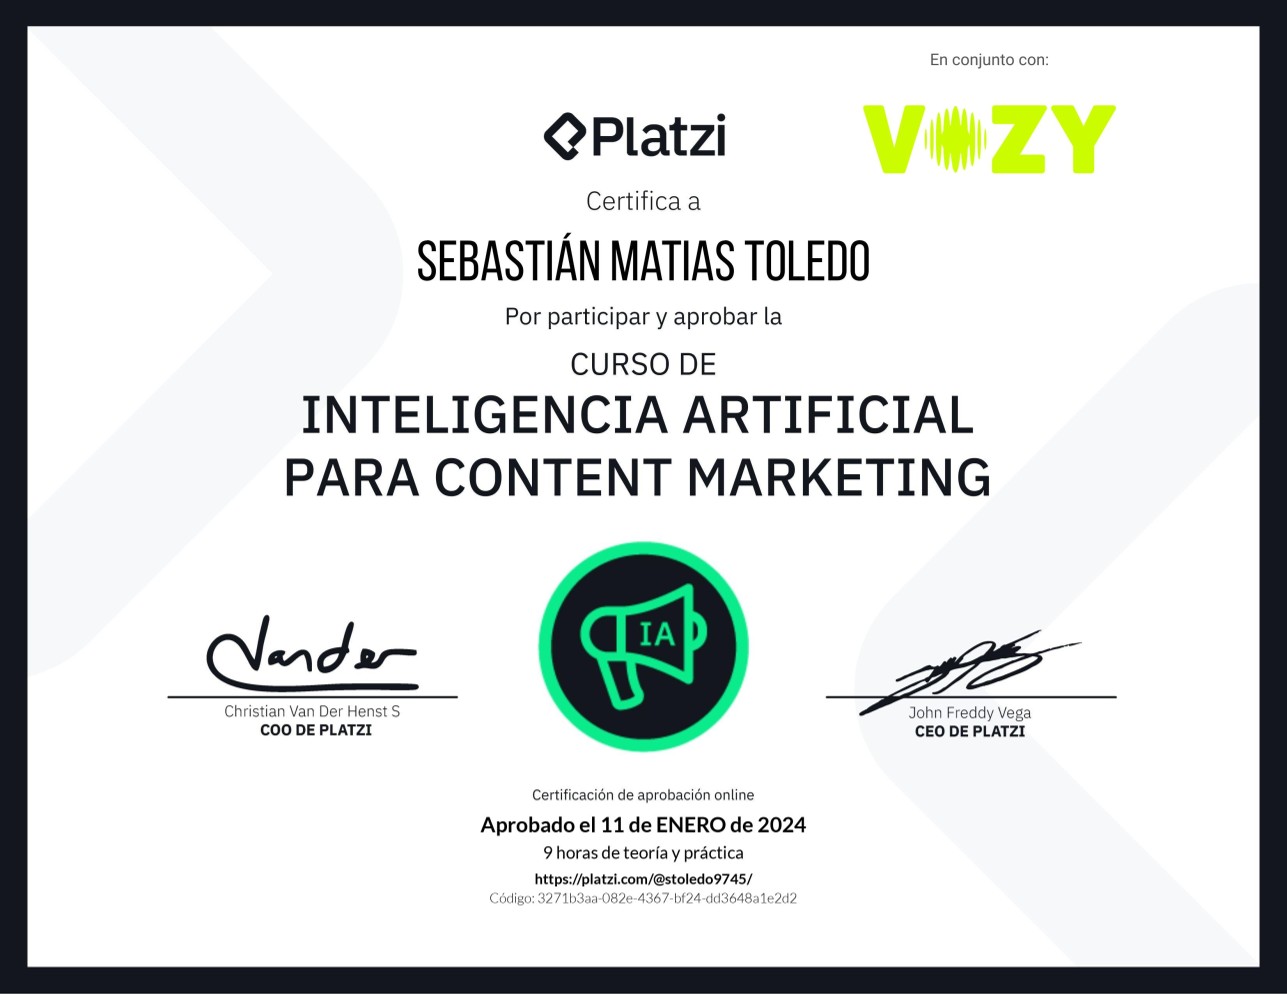 En conjunto con:
Platzi
VOZY
Certifica a
SEBASTIÁN MATIAS TOLEDO
Por participar y aprobar la
CURSO DE
INTELIGENCIA ARTIFICIAL
PARA CONTENT MARKETING
IA
Vander
Christian Van Der Henst S
COO DE PLATZI
John Freddy Vega
CEO DE PLATZI
Certificación de aprobación online
Aprobado el 11 de ENERO de 2024
9 horas de teoría y práctica
https://platzi.com/@stoledo9745/
Código: 3271b3aa-082e-4367-bf24-dd3648a1e2d2